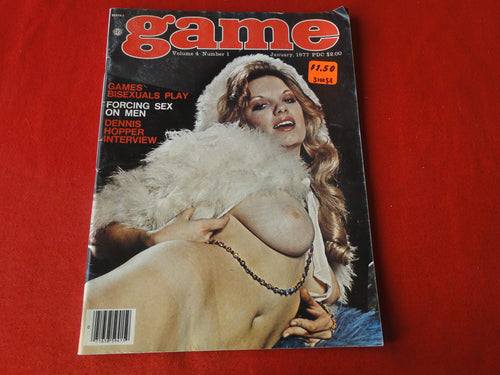 game
Volume 4 Number 1
January, 1977 PDC $2.00
$1.50
3 FOR $4
GAMES
BISEXUALS PLAY
FORCING SEX
ON MEN
DENNIS
HOPPER
INTERVIEW